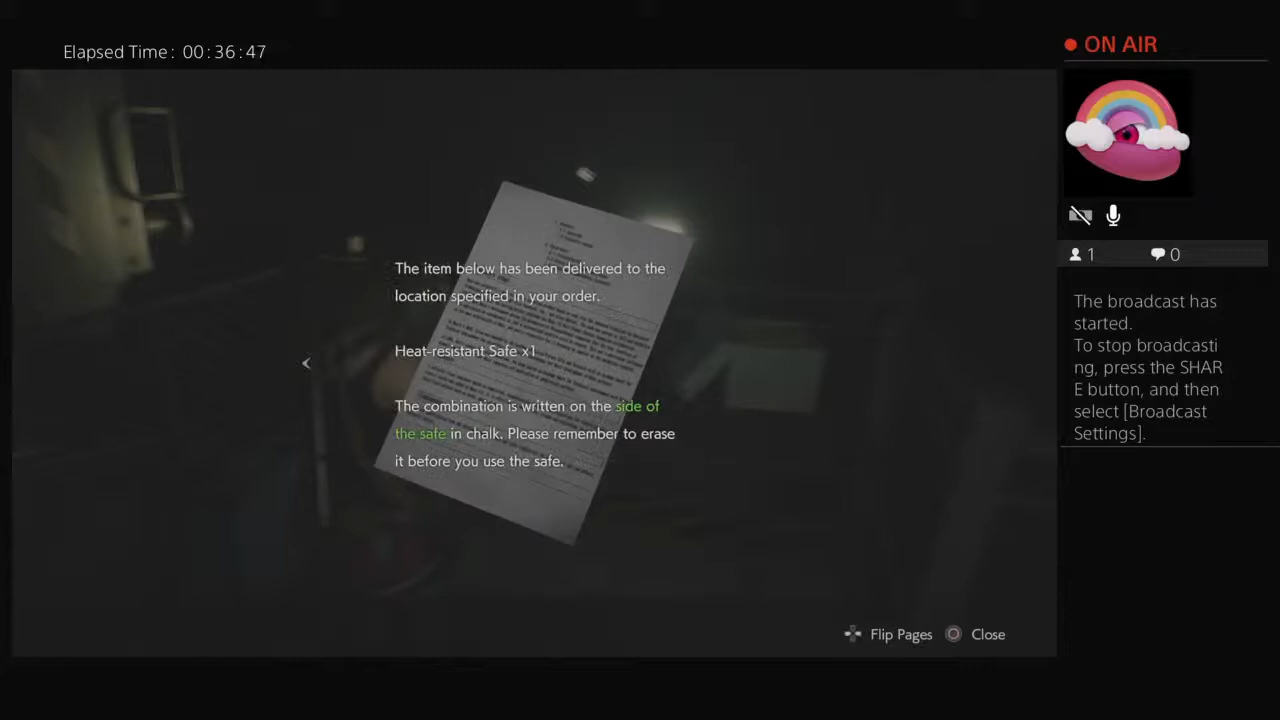 Elapsed Time: 00:36:47
ON AIR
1
0
The item below has been delivered to the
location specified in your order.
Heat-resistant Safe x1
The combination is written on the side of
the safe in chalk. Please remember to erase
it before you use the safe.
The broadcast has
started.
To stop broadcasti
ng, press the SHAR
E button, and then
select [Broadcast
Settings].
Flip Pages
Close